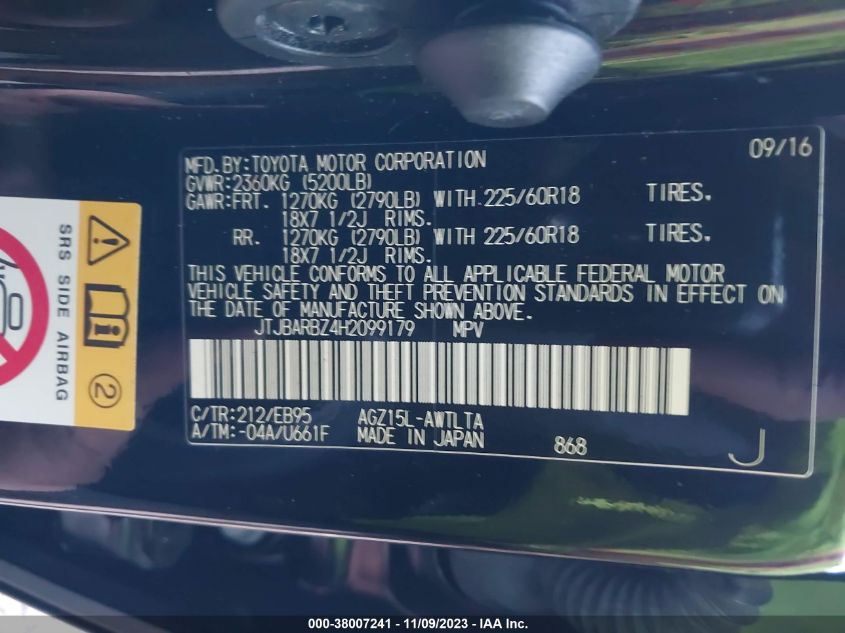 09/16
MFD.BY:TOYOTA MOTOR CORPORATION
GVWR:2360KG (5200LB)
GAWR:FRT. 1270KG (2790LB) WITH 225/60R18 TIRES.
18X7 1/2J RIMS.
RR. 1270KG (2790LB) WITH 225/60R18 TIRES.
18X7 1/2J RIMS.
THIS VEHICLE CONFORMS TO ALL APPLICABLE FEDERAL MOTOR
VEHICLE SAFETY AND THEFT PREVENTION STANDARDS IN EFFECT ON
THE DATE OF MANUFACTURE SHOWN ABOVE.
JTJBARBZ4H2099179 MPV
C/TR:212/EB95 AGZ15L-AWTLTA
A/TM:-04A/U661F MADE IN JAPAN 868 J
SRS SIDE AIRBAG
2
000-38007241 - 11/09/2023 - IAA Inc.